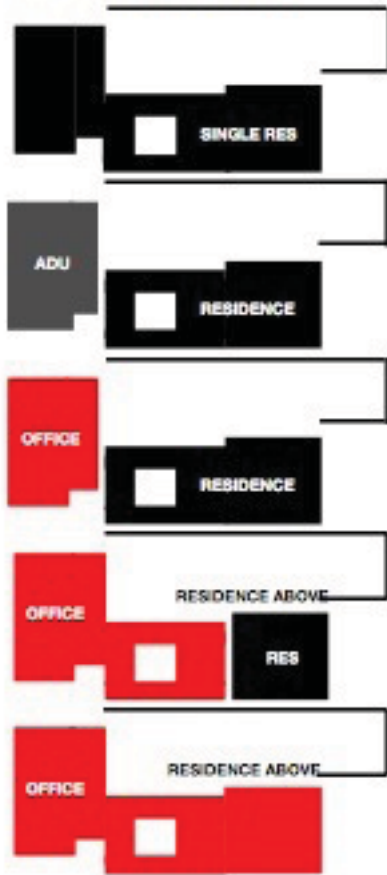 SINGLE RES
ADU
RESIDENCE
OFFICE
RESIDENCE
RESIDENCE ABOVE
OFFICE
RES
RESIDENCE ABOVE
OFFICE